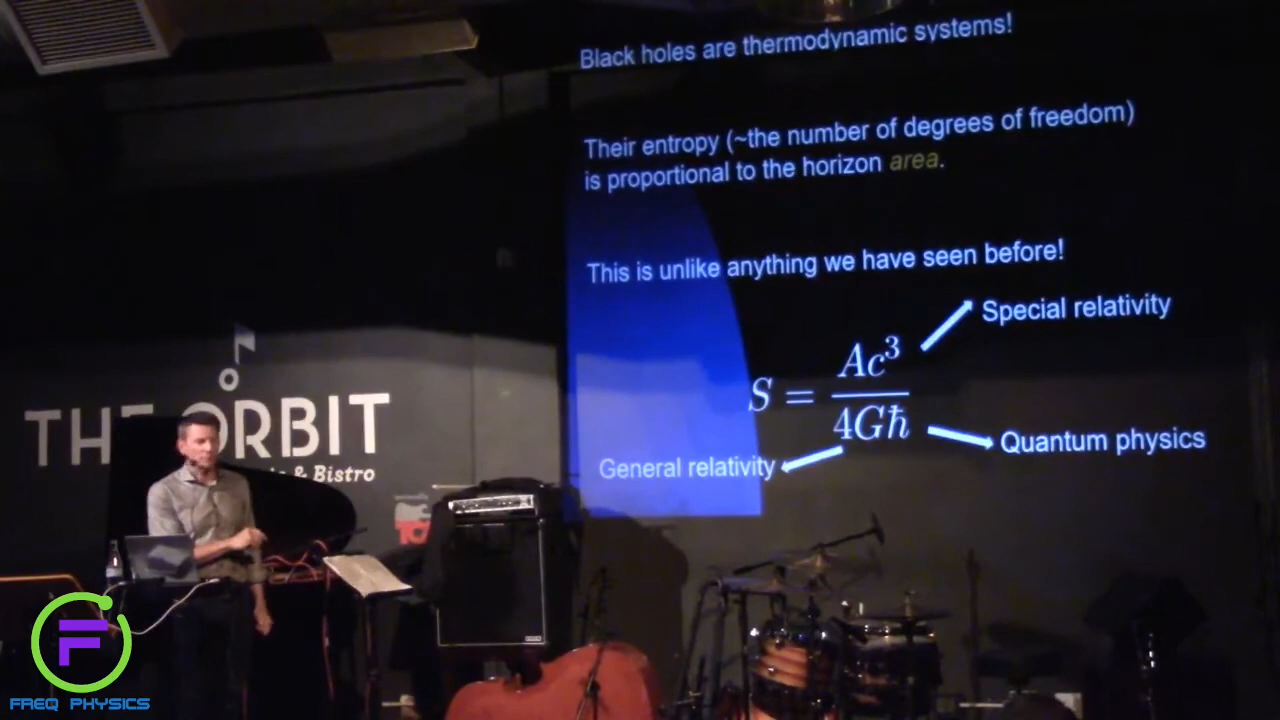 Black holes are thermodynamic systems!
Their entropy (~the number of degrees of freedom)
is proportional to the horizon area.
This is unlike anything we have seen before!
Special relativity
S = Ac³ / 4Għ
Quantum physics
General relativity
THE ORBIT
& Bistro
F
FREQ PHYSICS